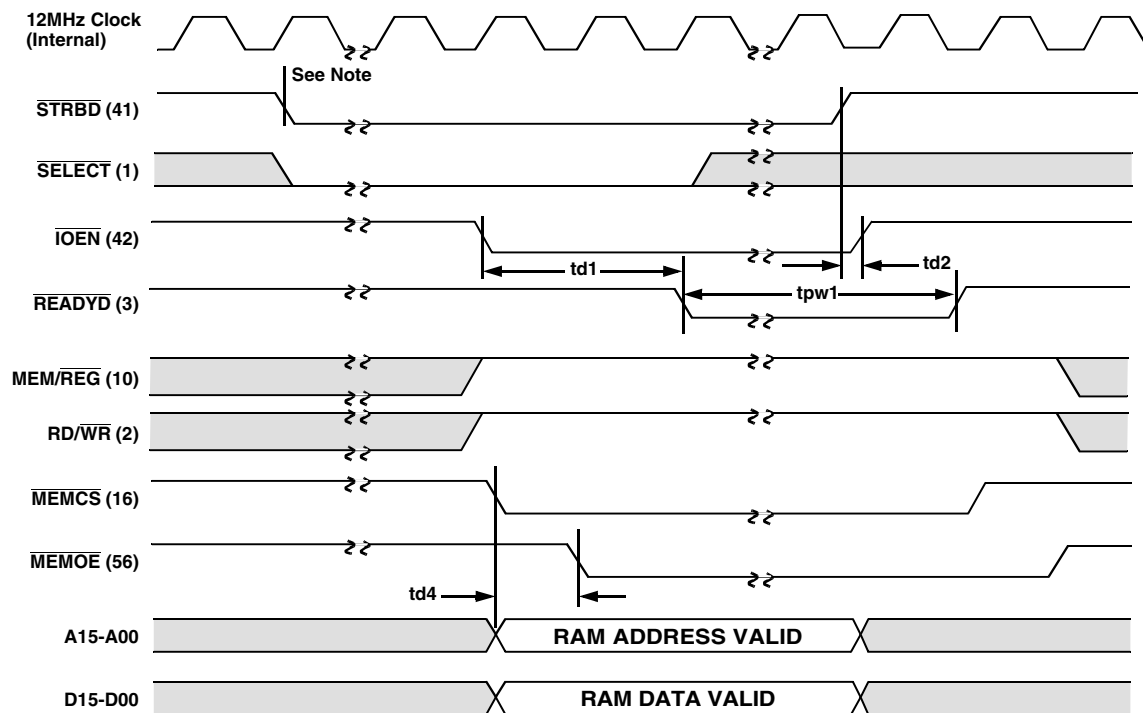 12MHz Clock
(Internal)
See Note
STRBD (41)
SELECT (1)
IOEN (42)
td1
td2
READYD (3)
tpw1
MEM/REG (10)
RD/WR (2)
MEMCS (16)
MEMOE (56)
td4
A15-A00
RAM ADDRESS VALID
D15-D00
RAM DATA VALID